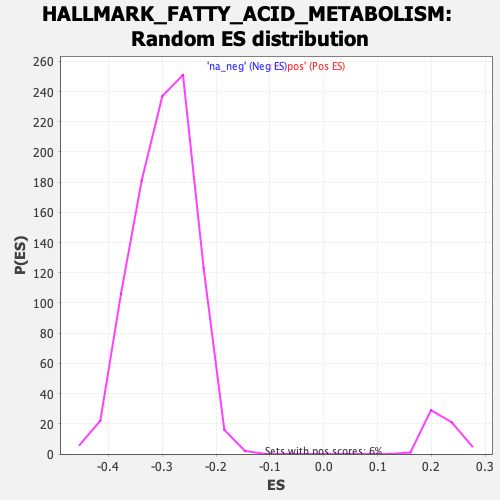 HALLMARK_FATTY_ACID_METABOLISM:
Random ES distribution
'na_neg' (Neg ES)pos' (Pos ES)
260
240
220
200
180
160
140
120
100
80
60
40
20
0
P(ES)
Sets with pos scores: 6%
-0.4 -0.3 -0.2 -0.1 0.0 0.1 0.2 0.3
ES